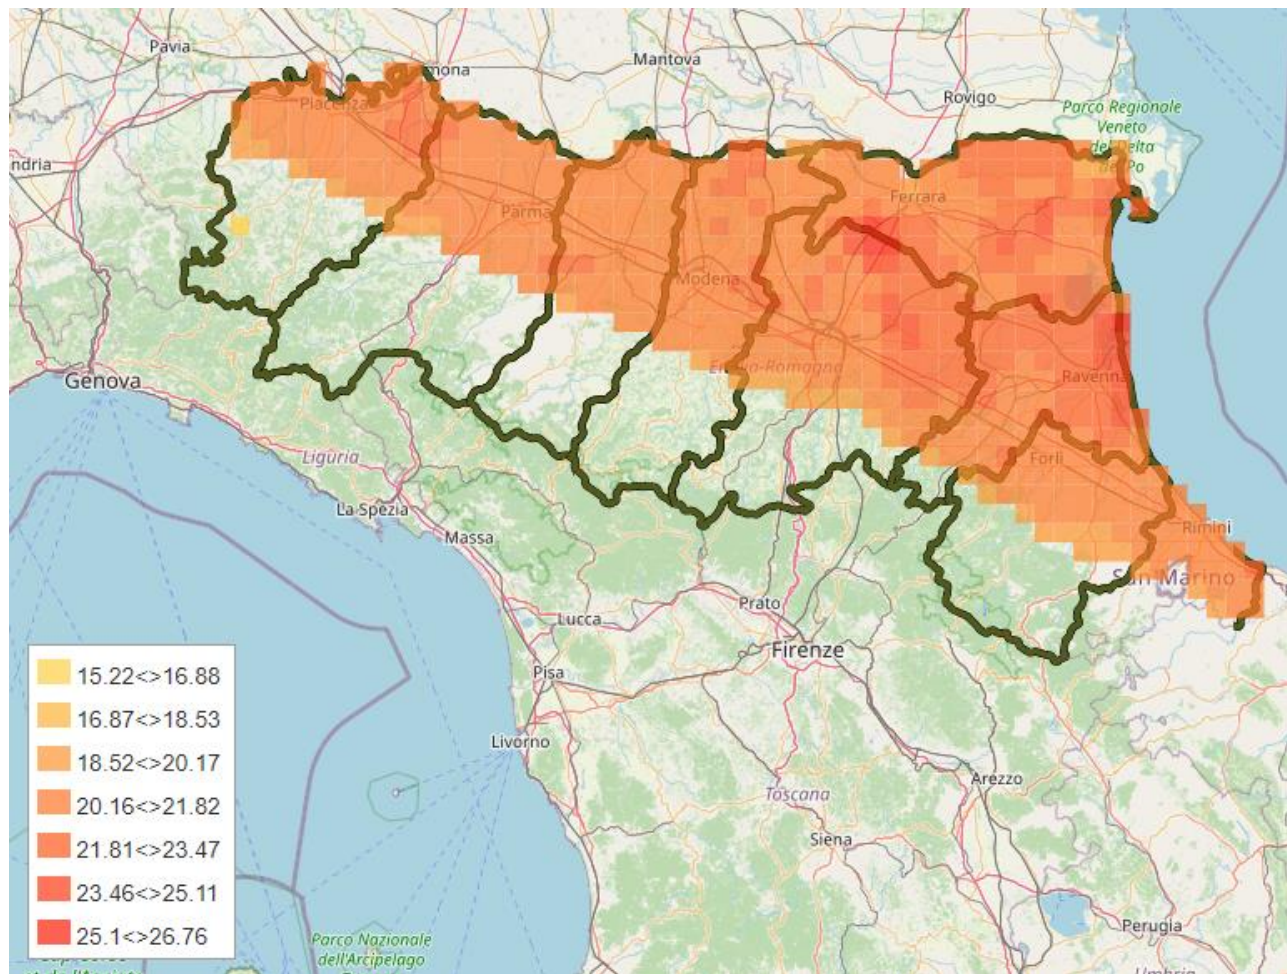 Pavia
Mantova
mona
Rovigo
Piacenza
Parco Regionale
Veneto
del Delta
del Po
ndria
Ferrara
Parma
Modena
Emilia-Romagna
Genova
Ravenna
Liguria
Forlì
La Spezia
Massa
Rimini
San Marino
Prato
Lucca
Firenze
Pisa
Livorno
Arezzo
Toscana
Siena
Perugia
Umbria
Parco Nazionale
dell'Arcipelago
15.22<>16.88
16.87<>18.53
18.52<>20.17
20.16<>21.82
21.81<>23.47
23.46<>25.11
25.1<>26.76